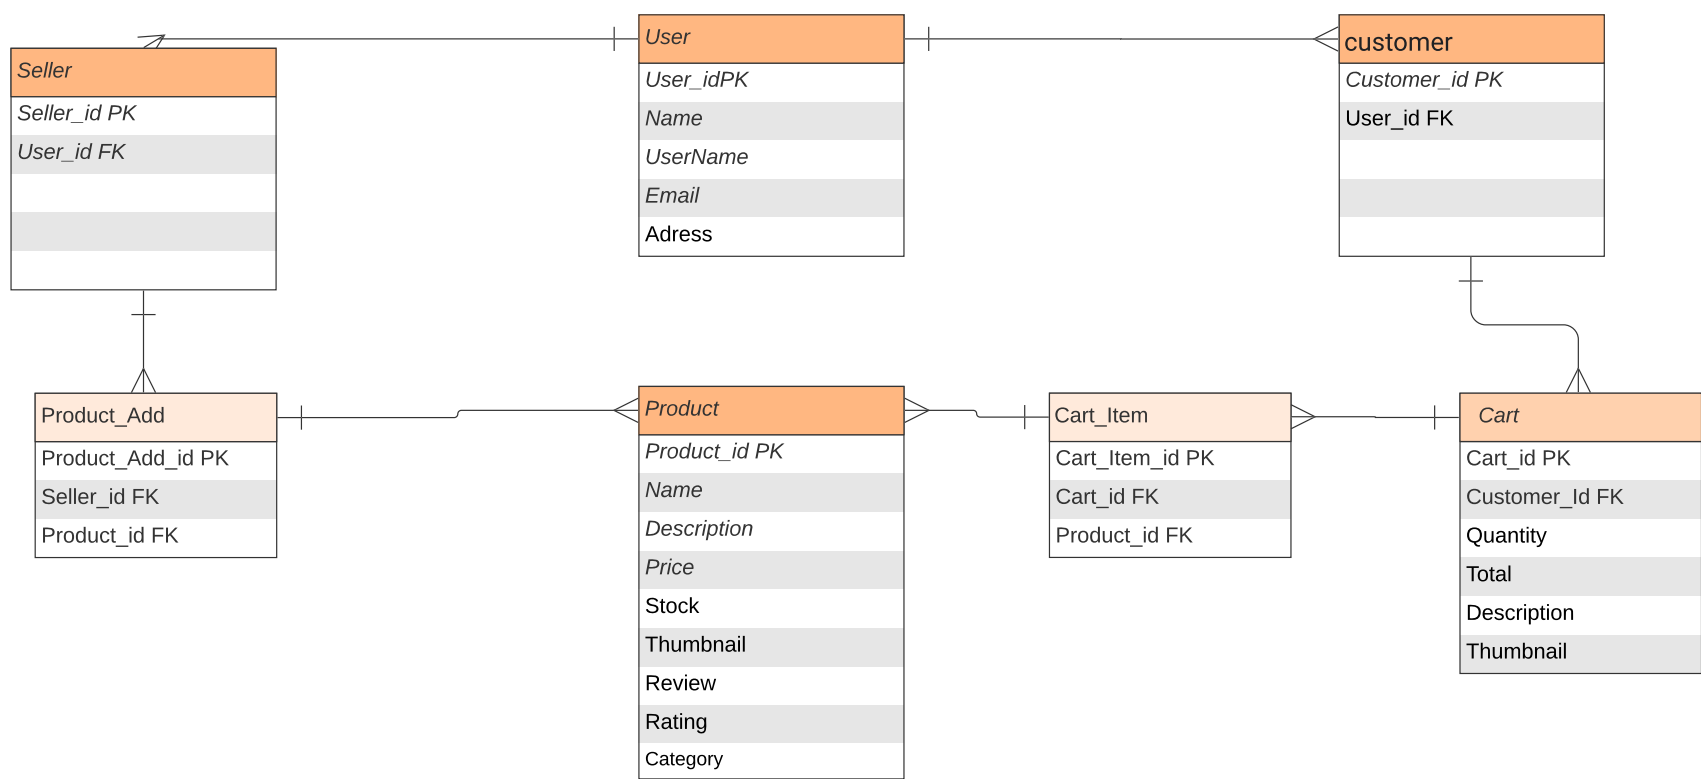 Seller
Seller_id PK
User_id FK
User
User_idPK
Name
UserName
Email
Adress
customer
Customer_id PK
User_id FK
Product_Add
Product_Add_id PK
Seller_id FK
Product_id FK
Product
Product_id PK
Name
Description
Price
Stock
Thumbnail
Review
Rating
Category
Cart_Item
Cart_Item_id PK
Cart_id FK
Product_id FK
Cart
Cart_id PK
Customer_Id FK
Quantity
Total
Description
Thumbnail